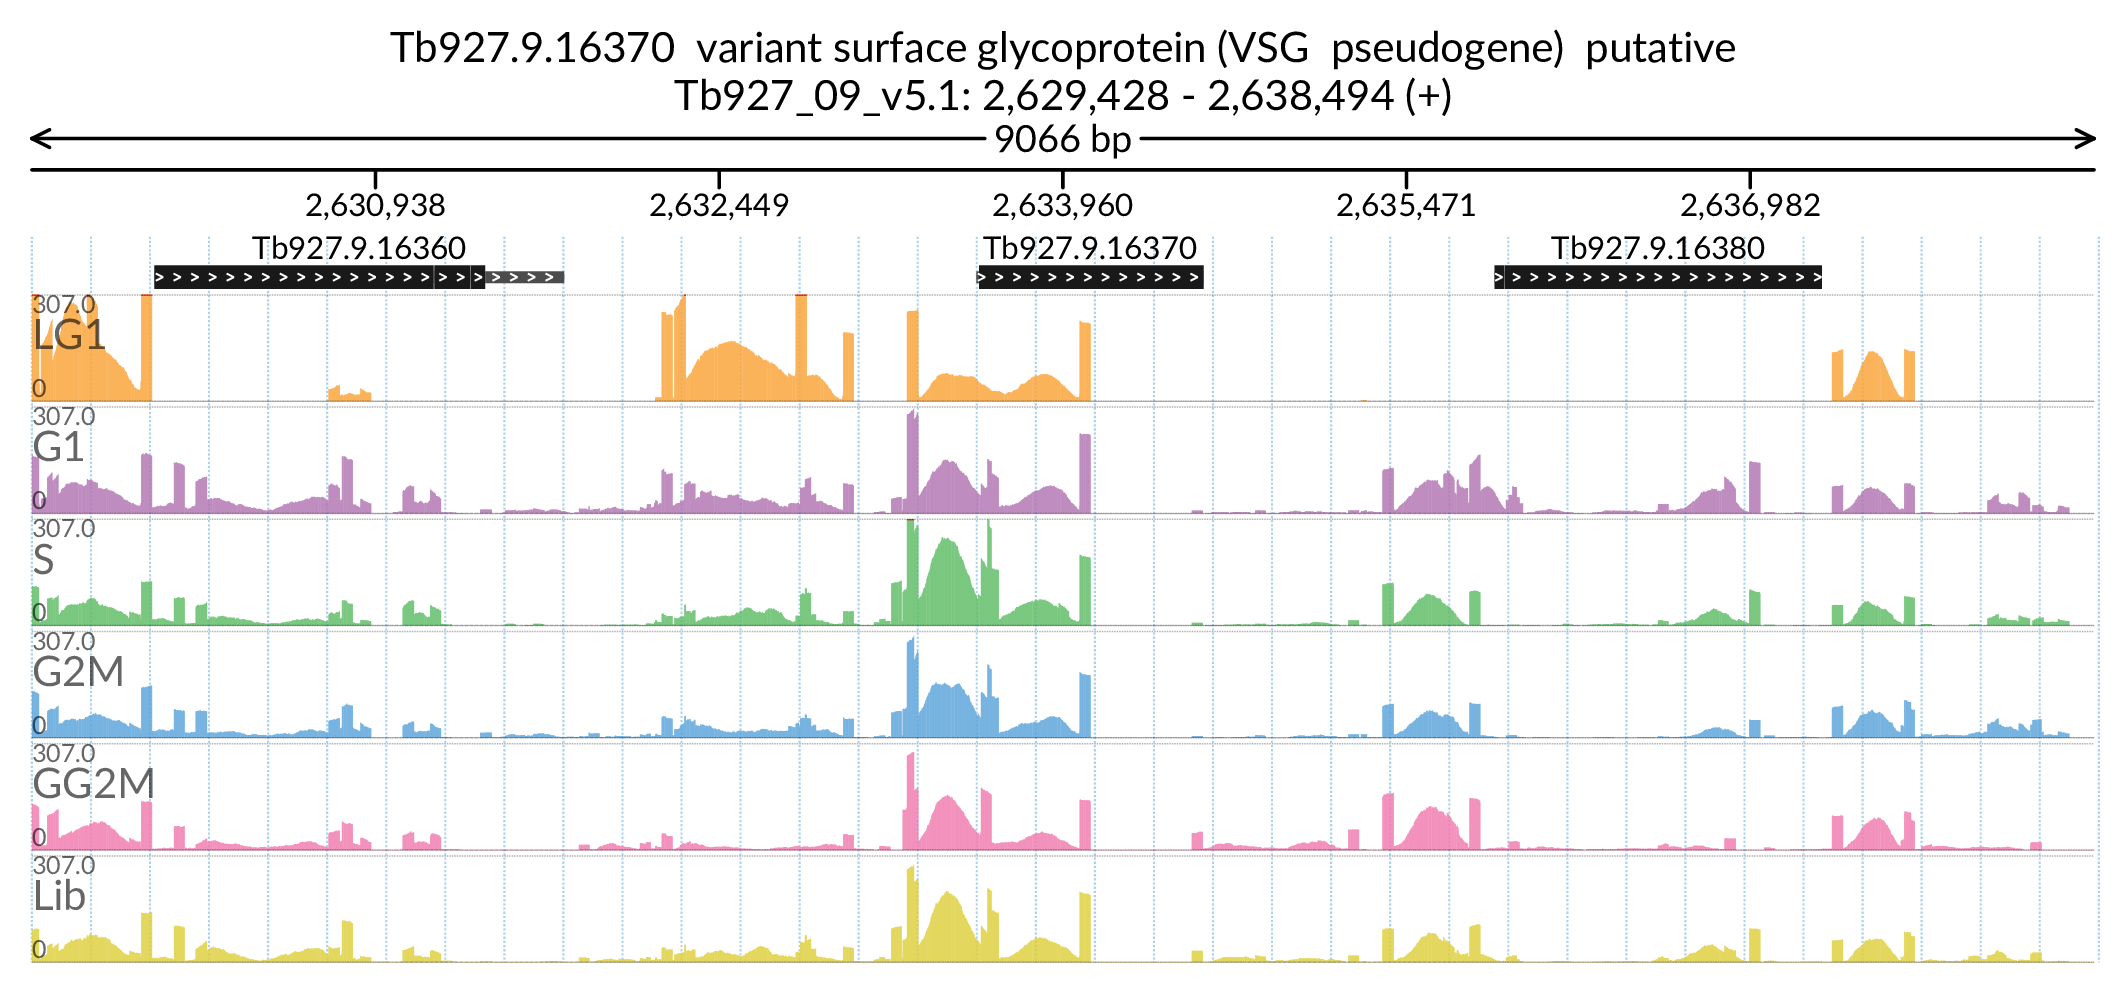 Tb927.9.16370  variant surface glycoprotein (VSG  pseudogene)  putative
Tb927_09_v5.1: 2,629,428 - 2,638,494 (+)
9066 bp
2,630,938 2,632,449 2,633,960 2,635,471 2,636,982
Tb927.9.16360 Tb927.9.16370 Tb927.9.16380
307.0
LG1
0
307.0
G1
0
307.0
S
0
307.0
G2M
0
307.0
GG2M
0
307.0
Lib
0